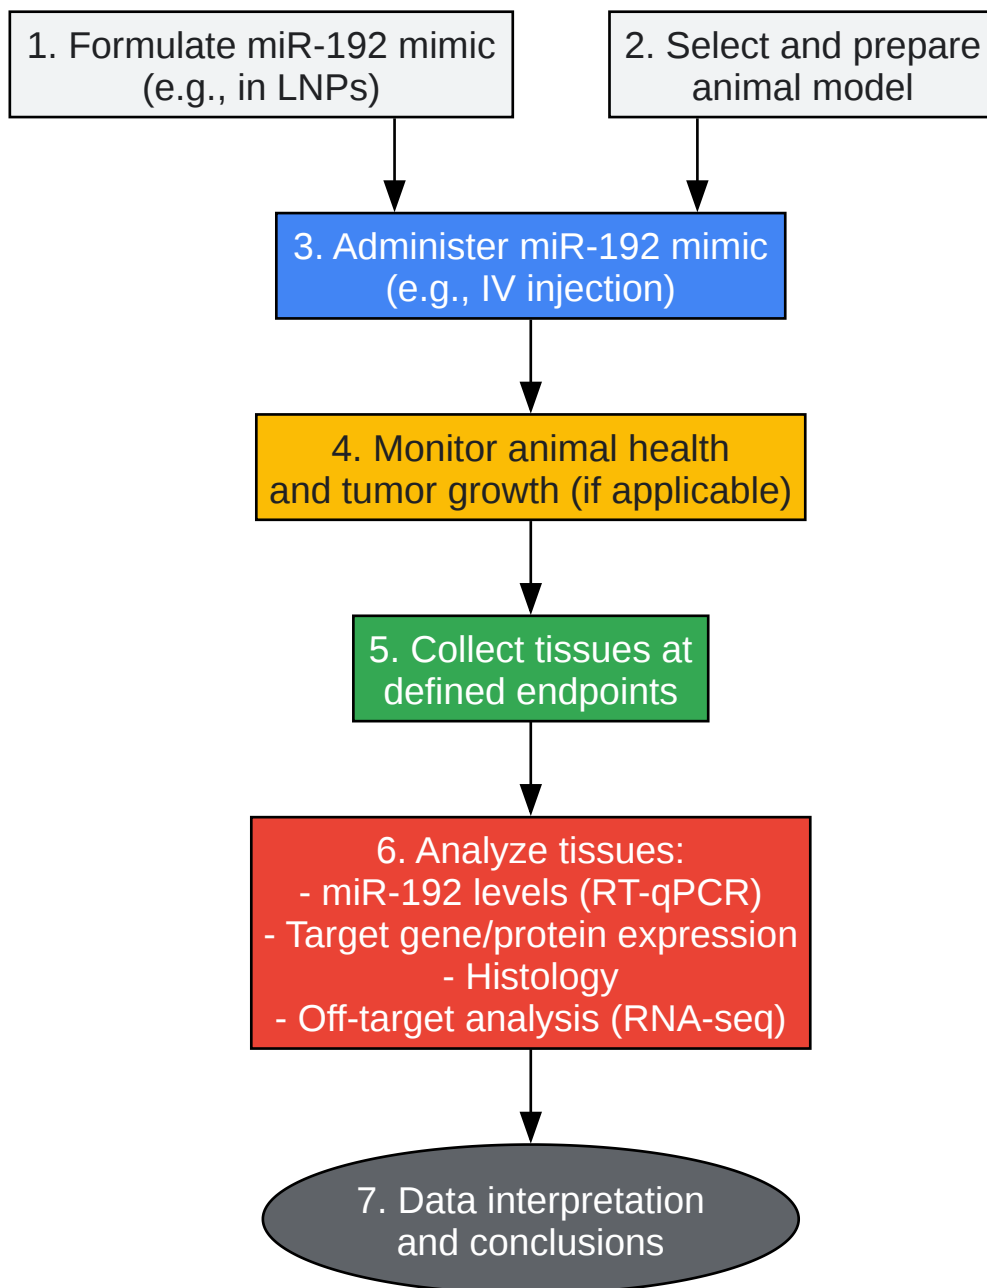 1. Formulate miR-192 mimic
(e.g., in LNPs)
2. Select and prepare
animal model
3. Administer miR-192 mimic
(e.g., IV injection)
4. Monitor animal health
and tumor growth (if applicable)
5. Collect tissues at
defined endpoints
6. Analyze tissues:
- miR-192 levels (RT-qPCR)
- Target gene/protein expression
- Histology
- Off-target analysis (RNA-seq)
7. Data interpretation
and conclusions